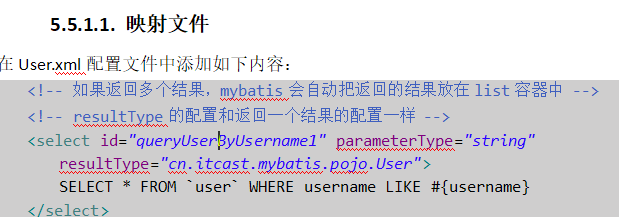 5.5.1.1. 映射文件
在 User.xml 配置文件中添加如下内容：
<!-- 如果返回多个结果，mybatis 会自动把返回的结果放在 list 容器中 -->
<!-- resultType 的配置和返回一个结果的配置一样 -->
<select id="queryUserByUsername1" parameterType="string"
resultType="cn.itcast.mybatis.pojo.User">
SELECT * FROM `user` WHERE username LIKE #{username}
</select>